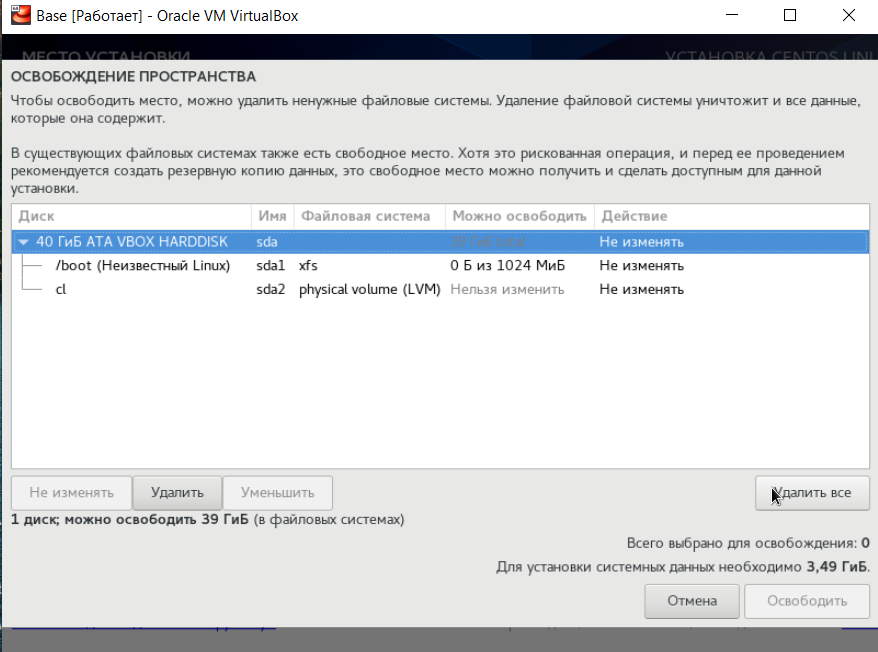 Base [Работает] - Oracle VM VirtualBox
МЕСТО УСТАНОВКИ УСТАНОВКА CENTOS LINU
ОСВОБОЖДЕНИЕ ПРОСТРАНСТВА
Чтобы освободить место, можно удалить ненужные файловые системы. Удаление файловой системы уничтожит и все данные,
которые она содержит.
В существующих файловых системах также есть свободное место. Хотя это рискованная операция, и перед ее проведением
рекомендуется создать резервную копию данных, это свободное место можно получить и сделать доступным для данной
установки.
Диск Имя Файловая система Можно освободить Действие
40 ГиБ ATA VBOX HARDDISK sda Не изменять
/boot (Неизвестный Linux) sda1 xfs 0 Б из 1024 МиБ Не изменять
cl sda2 physical volume (LVM) Нельзя изменить Не изменять
Не изменять Удалить Уменьшить Удалить все
1 диск; можно освободить 39 ГиБ (в файловых системах)
Всего выбрано для освобождения: 0
Для установки системных данных необходимо 3,49 ГиБ.
Отмена Освободить